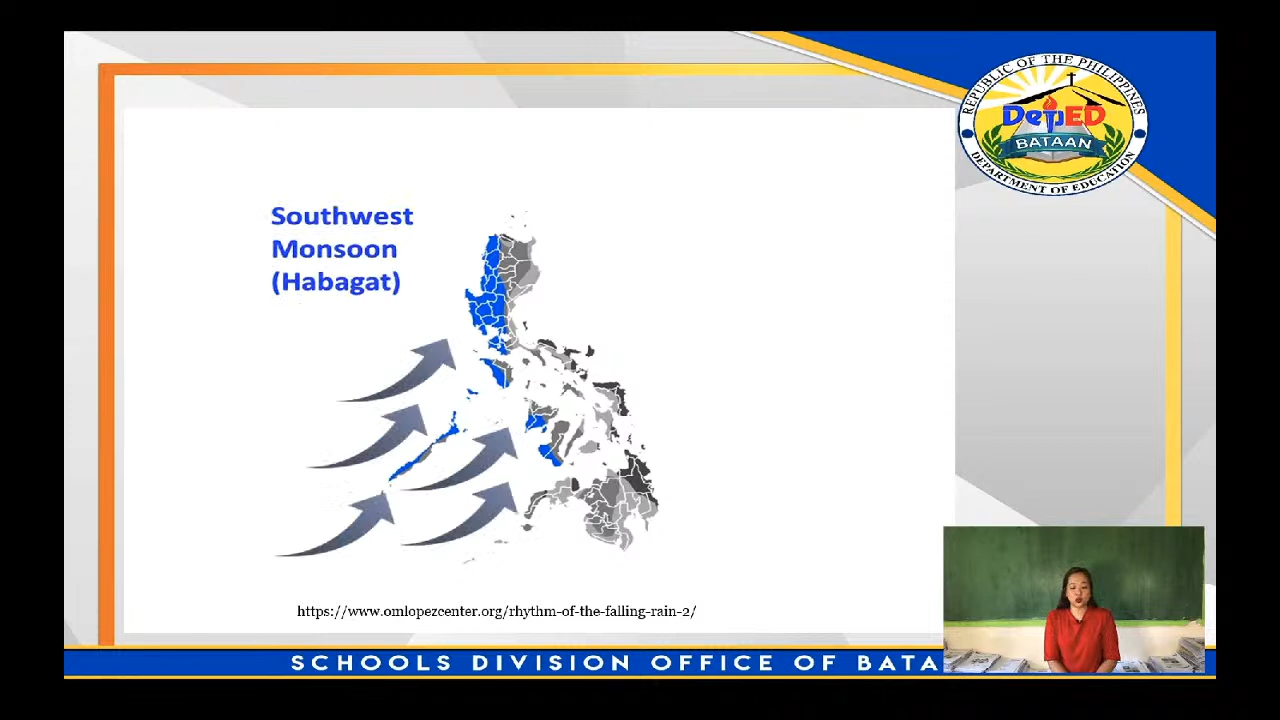 REPUBLIC OF THE PHILIPPINES
DepED
BATAAN
DEPARTMENT OF EDUCATION
Southwest
Monsoon
(Habagat)
https://www.omlopezcenter.org/rhythm-of-the-falling-rain-2/
SCHOOLS DIVISION OFFICE OF BATA